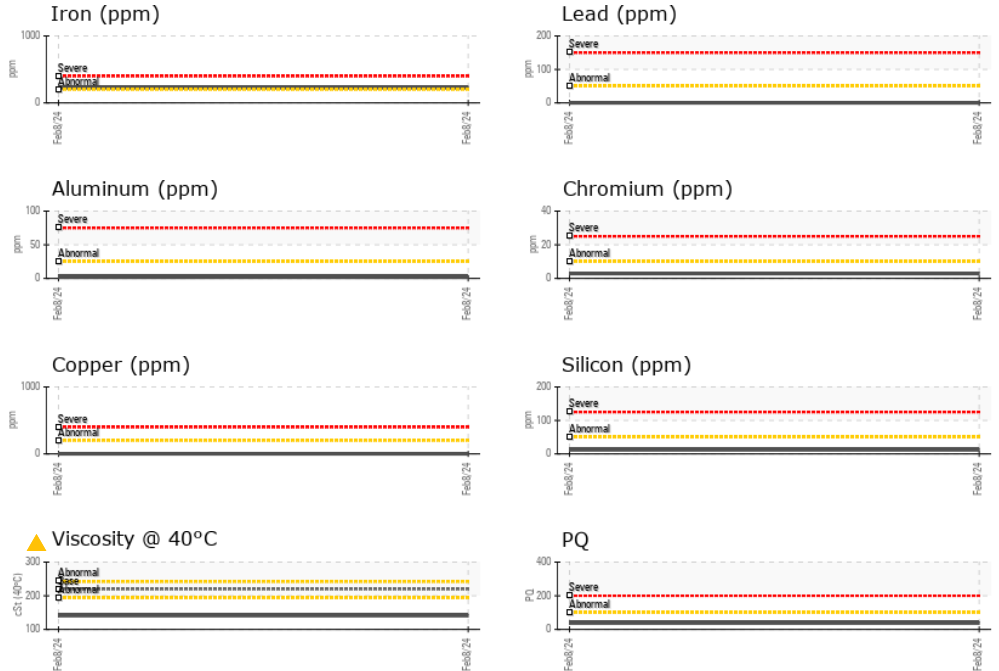 Iron (ppm)
1000
ppm
Severe
Abnormal
0
Feb8/24
Feb8/24
Lead (ppm)
200
Severe
ppm
100
Abnormal
0
Feb8/24
Feb8/24
Aluminum (ppm)
100
Severe
ppm
50
Abnormal
0
Feb8/24
Feb8/24
Chromium (ppm)
40
Severe
ppm
20
Abnormal
0
Feb8/24
Feb8/24
Copper (ppm)
1000
ppm
Severe
Abnormal
0
Feb8/24
Feb8/24
Silicon (ppm)
200
Severe
ppm
100
Abnormal
0
Feb8/24
Feb8/24
Viscosity @ 40°C
300
Abnormal
Base
cSt (40°C)
200
Abnormal
100
Feb8/24
Feb8/24
PQ
400
Severe
PQ
200
Abnormal
0
Feb8/24
Feb8/24